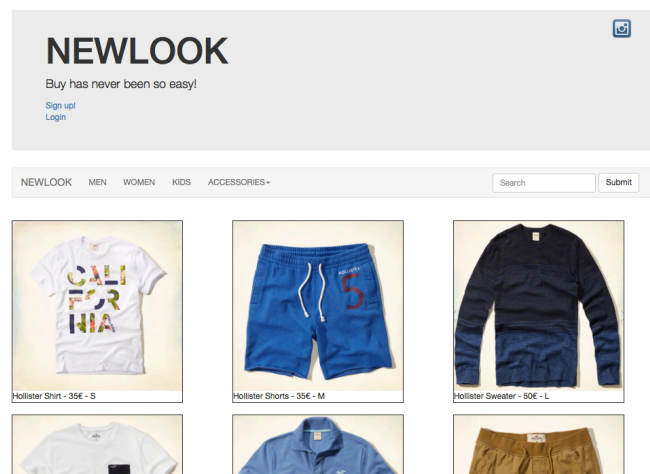 NEWLOOK
Buy has never been so easy!
Sign up!
Login
NEWLOOK MEN WOMEN KIDS ACCESSORIES
Search Submit
CALI
FOR
NIA
HOLLISTER
5
Hollister Shirt - 35€ - S
Hollister Shorts - 35€ - M
Hollister Sweater - 50€ - L